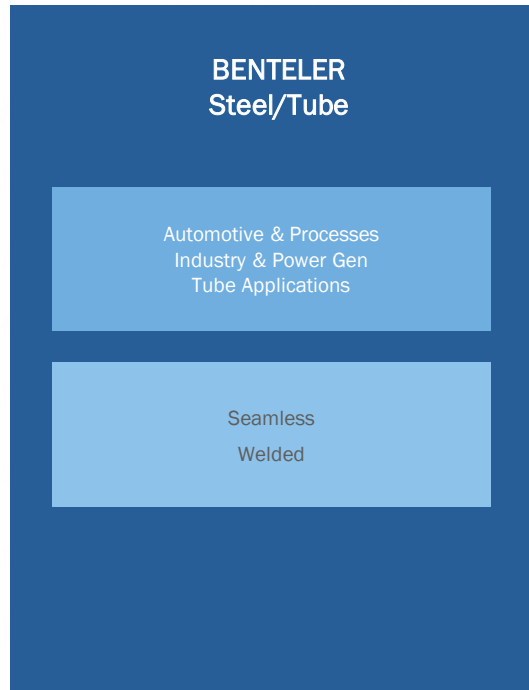 BENTELER
Steel/Tube
Automotive & Processes
Industry & Power Gen
Tube Applications
Seamless
Welded